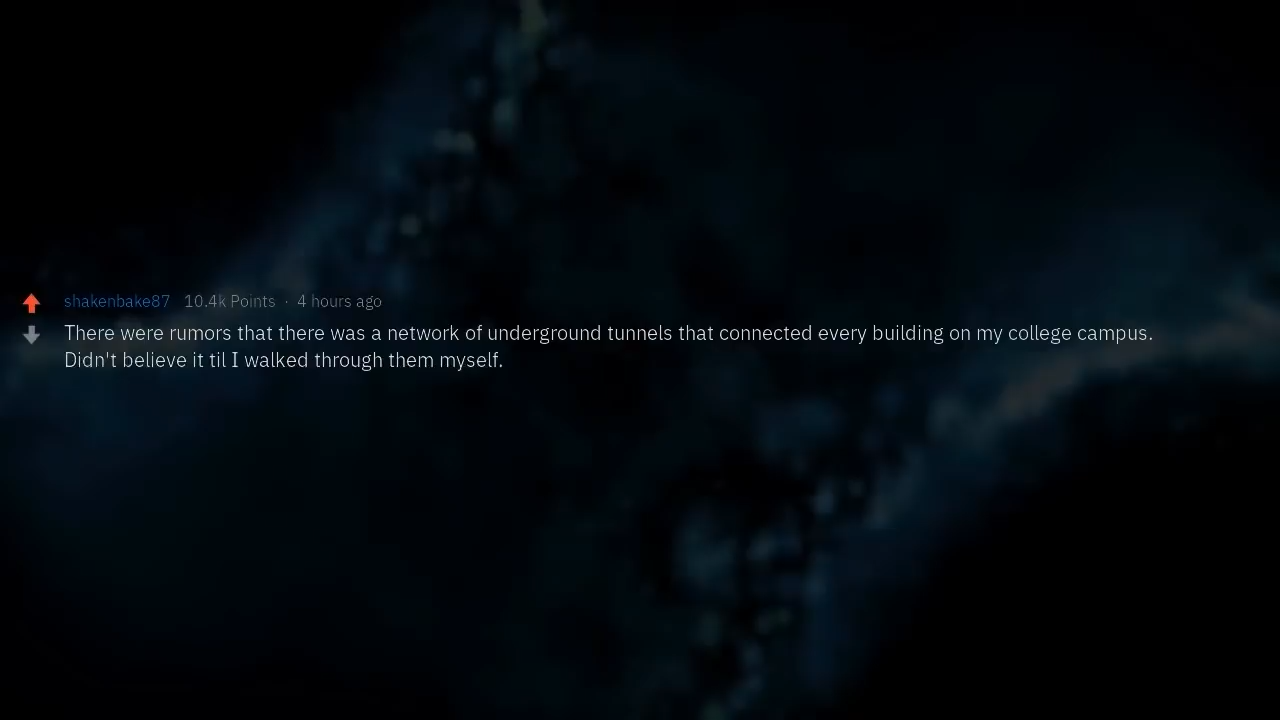 shakenbake87 10.4k Points · 4 hours ago
There were rumors that there was a network of underground tunnels that connected every building on my college campus.
Didn't believe it til I walked through them myself.